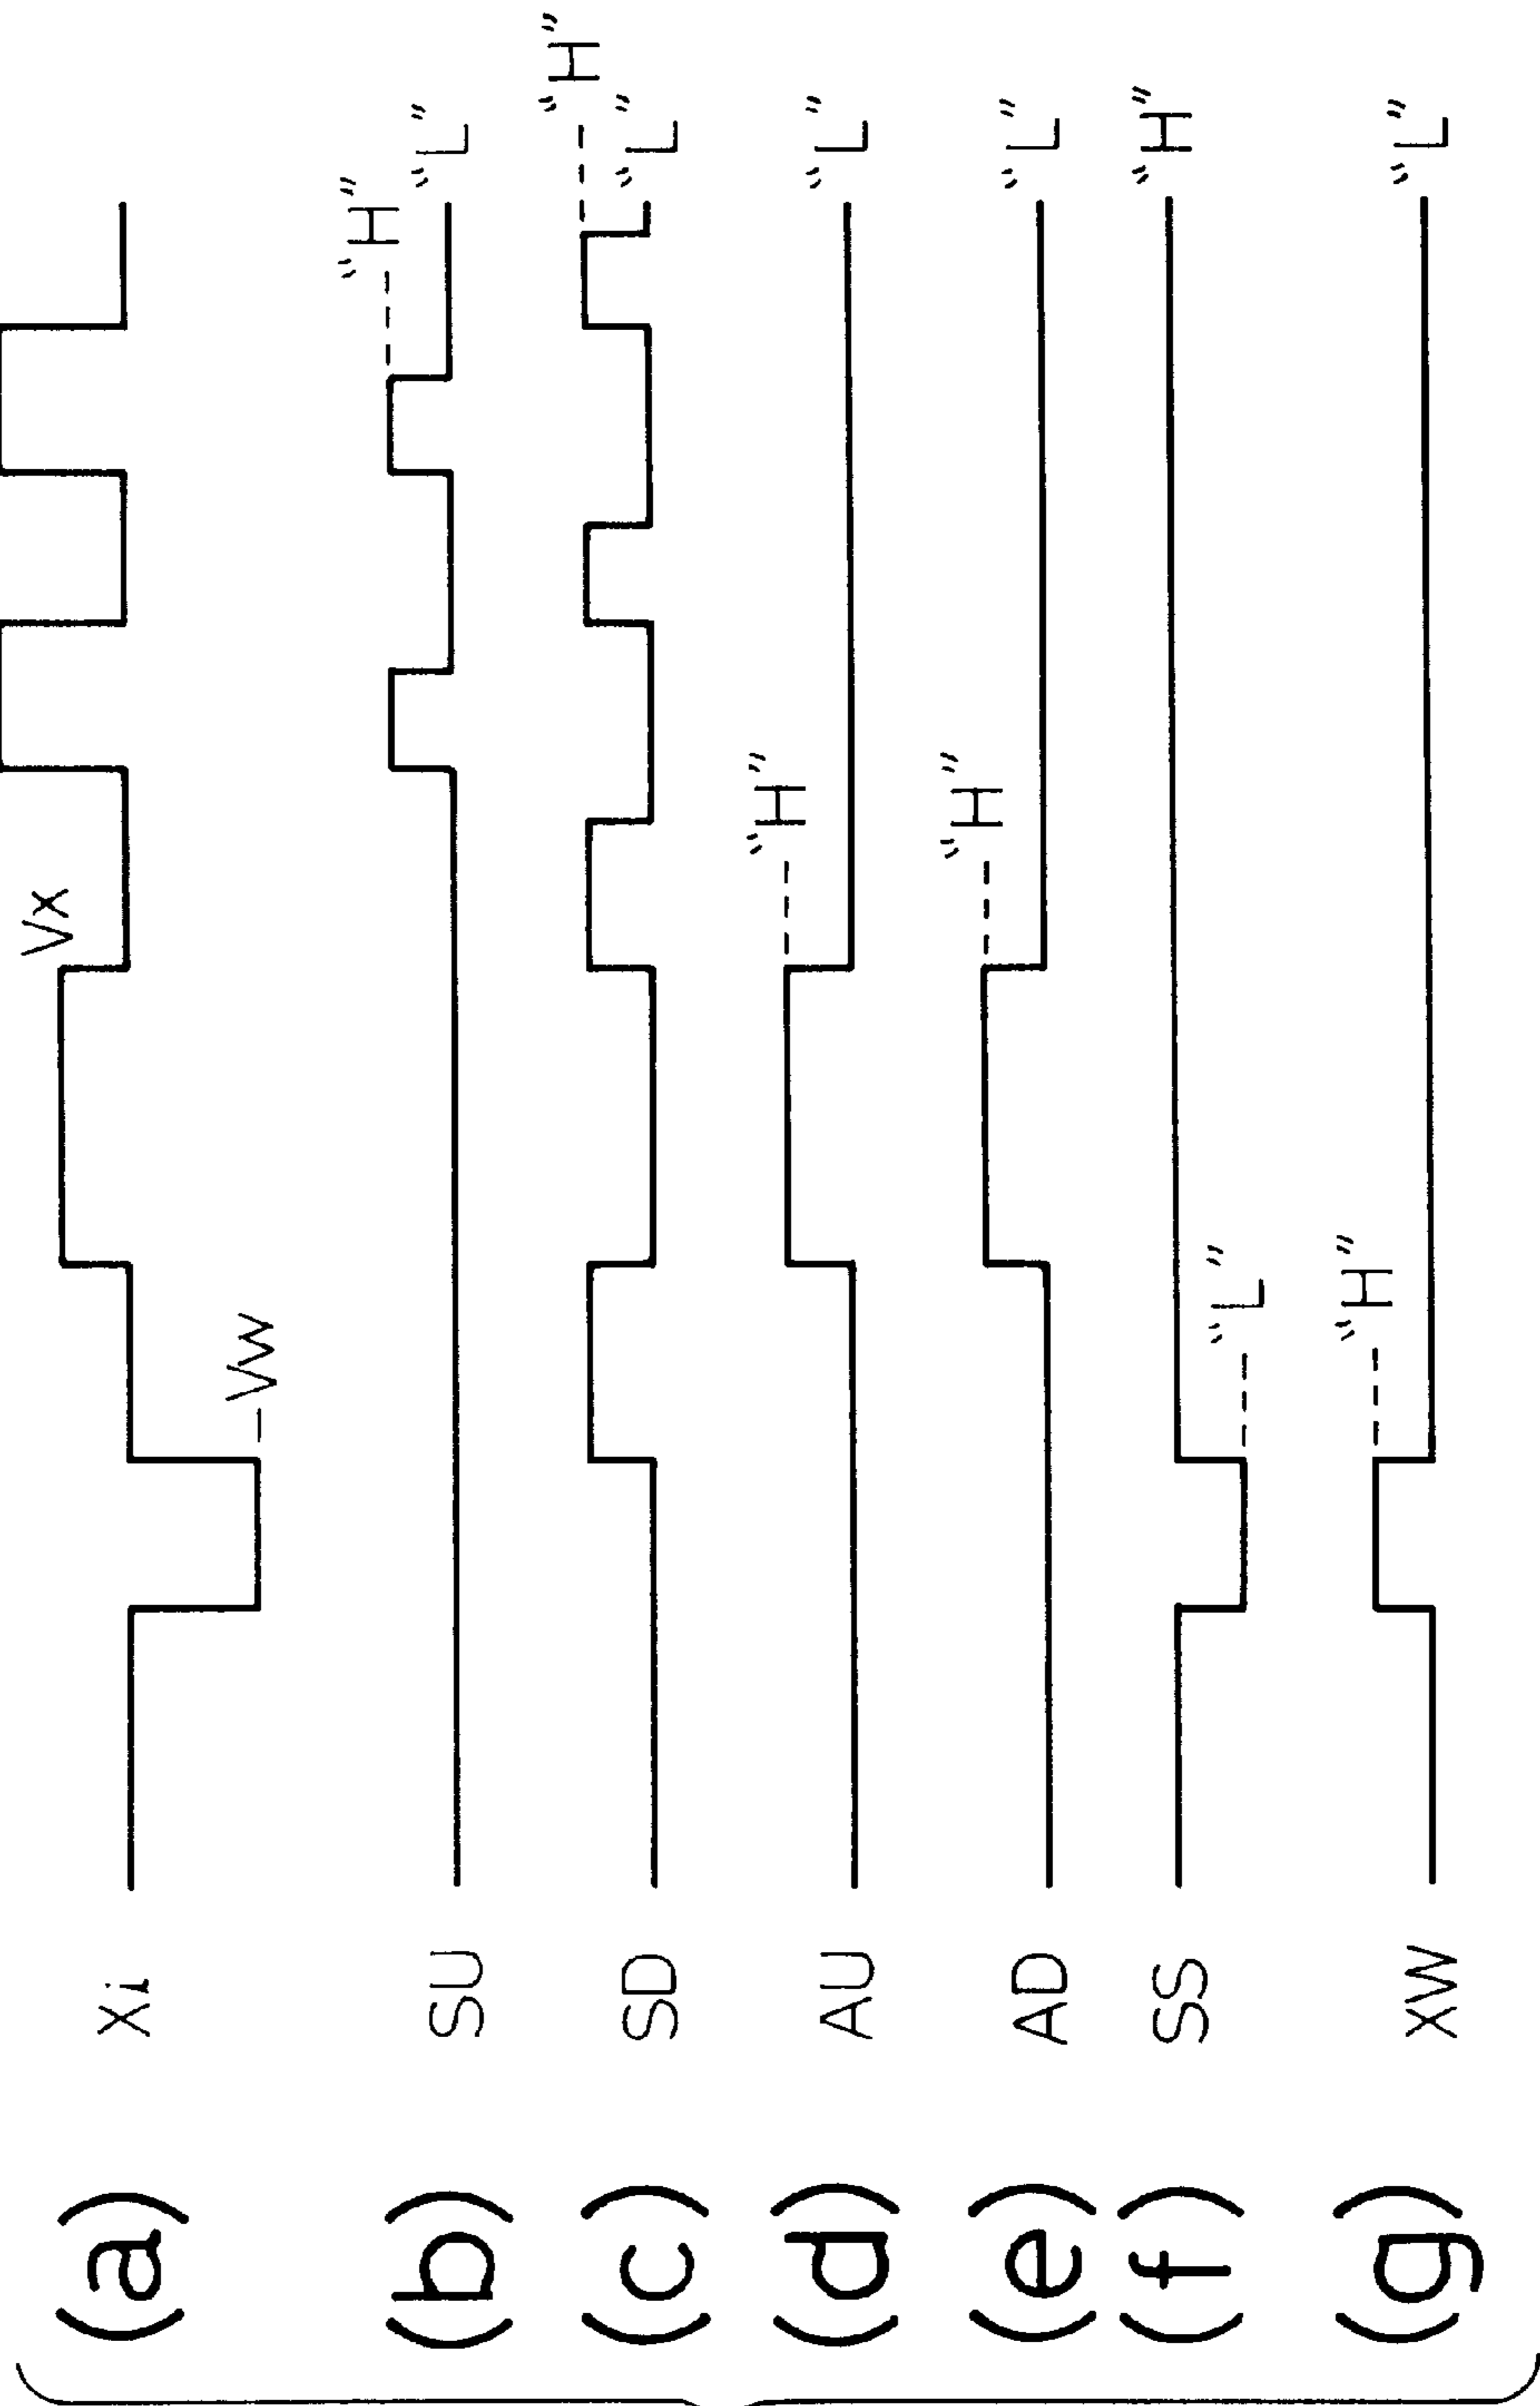 (a) Xi Vw Vx
(b) SU "H" "L"
(c) SD "H" "L"
(d) AU "H" "L"
(e) AD "H" "L"
(f) SS "L" "H"
(g) XW "H" "L"